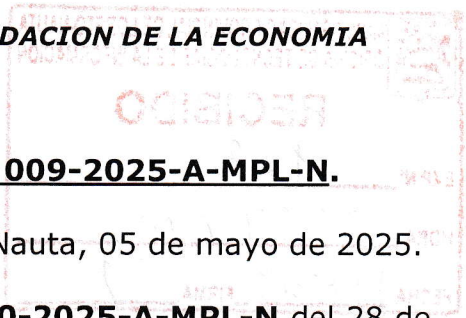 DACION DE LA ECONOMIA
RECIBIDO
009-2025-A-MPL-N.
Nauta, 05 de mayo de 2025.
0-2025-A-MPL-N del 28 de